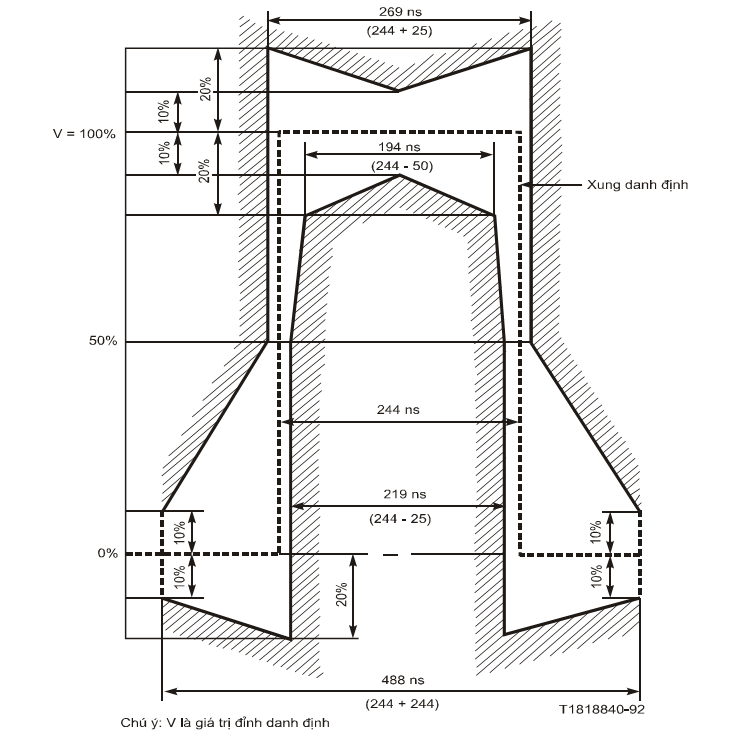 269 ns
(244 + 25)
20%
10%
V = 100%
10%
20%
194 ns
(244 - 50)
Xung danh định
50%
244 ns
219 ns
(244 - 25)
10%
10%
0%
10%
10%
20%
488 ns
(244 + 244)
T1818840-92
Chú ý: V là giá trị đỉnh danh định